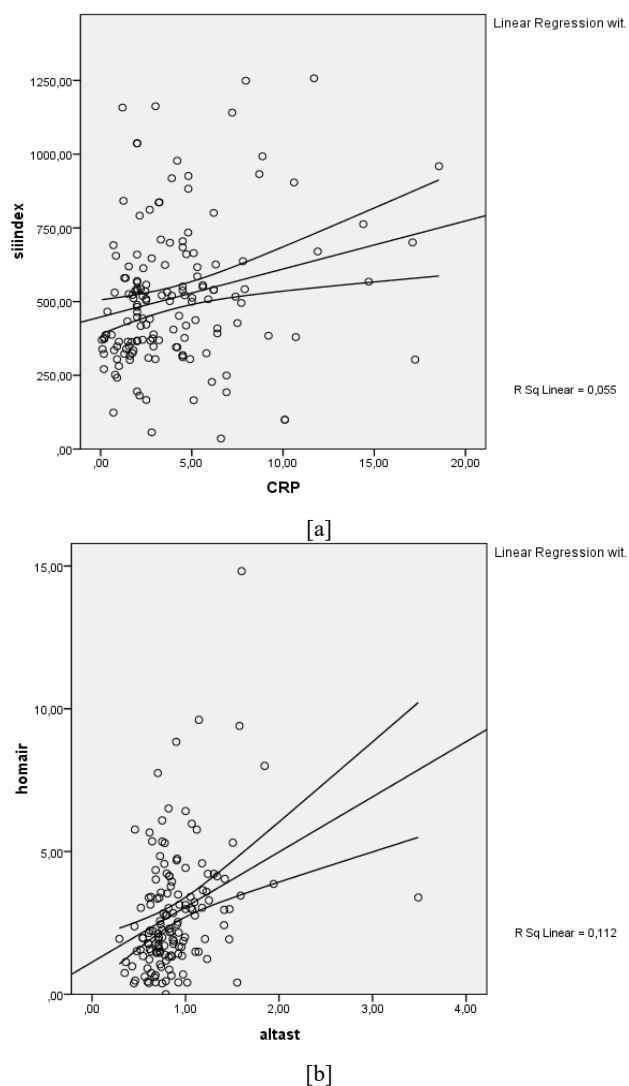 Linear Regression wit.
1250,00
1000,00
750,00
500,00
250,00
,00
siiindex
,00 5,00 10,00 15,00 20,00
CRP
R Sq Linear = 0,055
[a]
Linear Regression wit.
15,00
10,00
5,00
,00
homair
,00 1,00 2,00 3,00 4,00
altast
R Sq Linear = 0,112
[b]